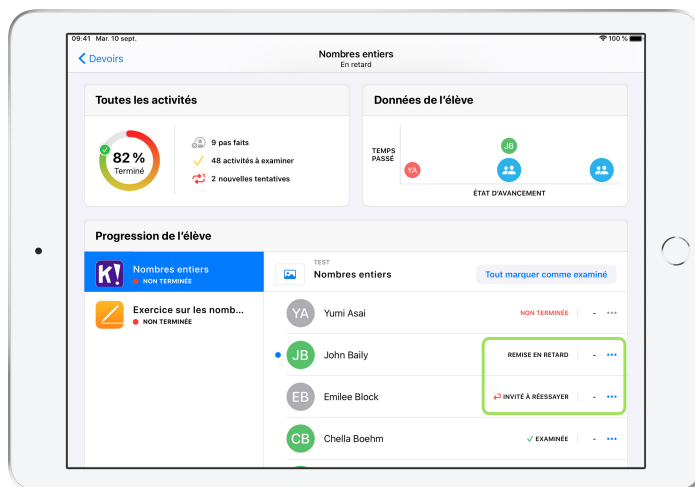 09:41 Mar. 10 sept.
100 %
Devoirs
Nombres entiers
En retard
Toutes les activités
82 %
Terminé
9 pas faits
48 activités à examiner
2 nouvelles tentatives
Données de l'élève
TEMPS
PASSÉ
JB
YA
ÉTAT D'AVANCEMENT
Progression de l'élève
K!
Nombres entiers
NON TERMINÉE
Exercice sur les nomb...
NON TERMINÉE
TEST
Nombres entiers
Tout marquer comme examiné
YA Yumi Asai NON TERMINÉE - ...
JB John Baily REMISE EN RETARD - ...
EB Emilee Block INVITÉ À RÉESSAYER - ...
CB Chella Boehm EXAMINÉE - ...